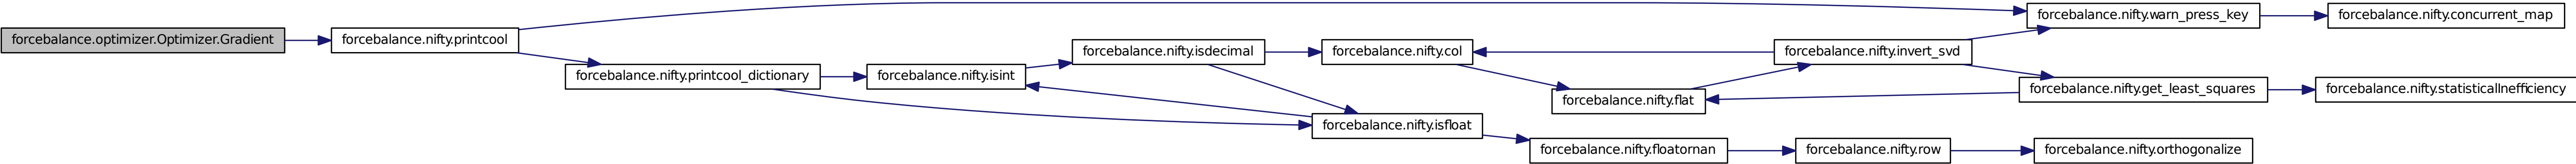 forcebalance.optimizer.Optimizer.Gradient
forcebalance.nifty.printcool
forcebalance.nifty.printcool_dictionary
forcebalance.nifty.isint
forcebalance.nifty.isdecimal
forcebalance.nifty.isfloat
forcebalance.nifty.col
forcebalance.nifty.flat
forcebalance.nifty.floatornan
forcebalance.nifty.invert_svd
forcebalance.nifty.row
forcebalance.nifty.warn_press_key
forcebalance.nifty.get_least_squares
forcebalance.nifty.orthogonalize
forcebalance.nifty.concurrent_map
forcebalance.nifty.statisticalInefficiency